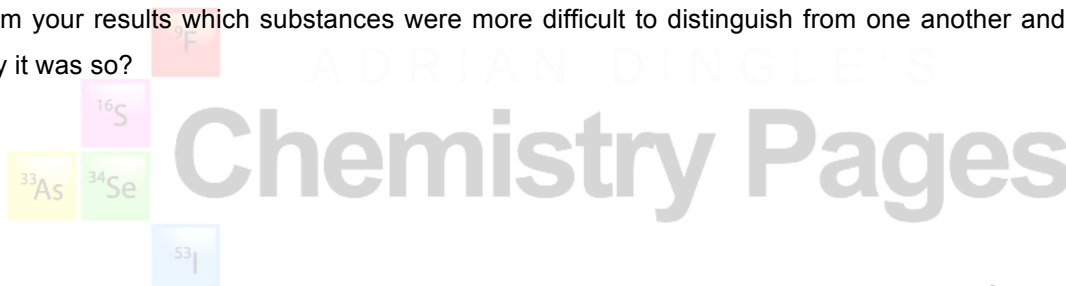 m your results which substances were more difficult to distinguish from one another and
y it was so?
9F
ADRIAN DINGLE'S
16S
Chemistry Pages
33As 34Se
53I